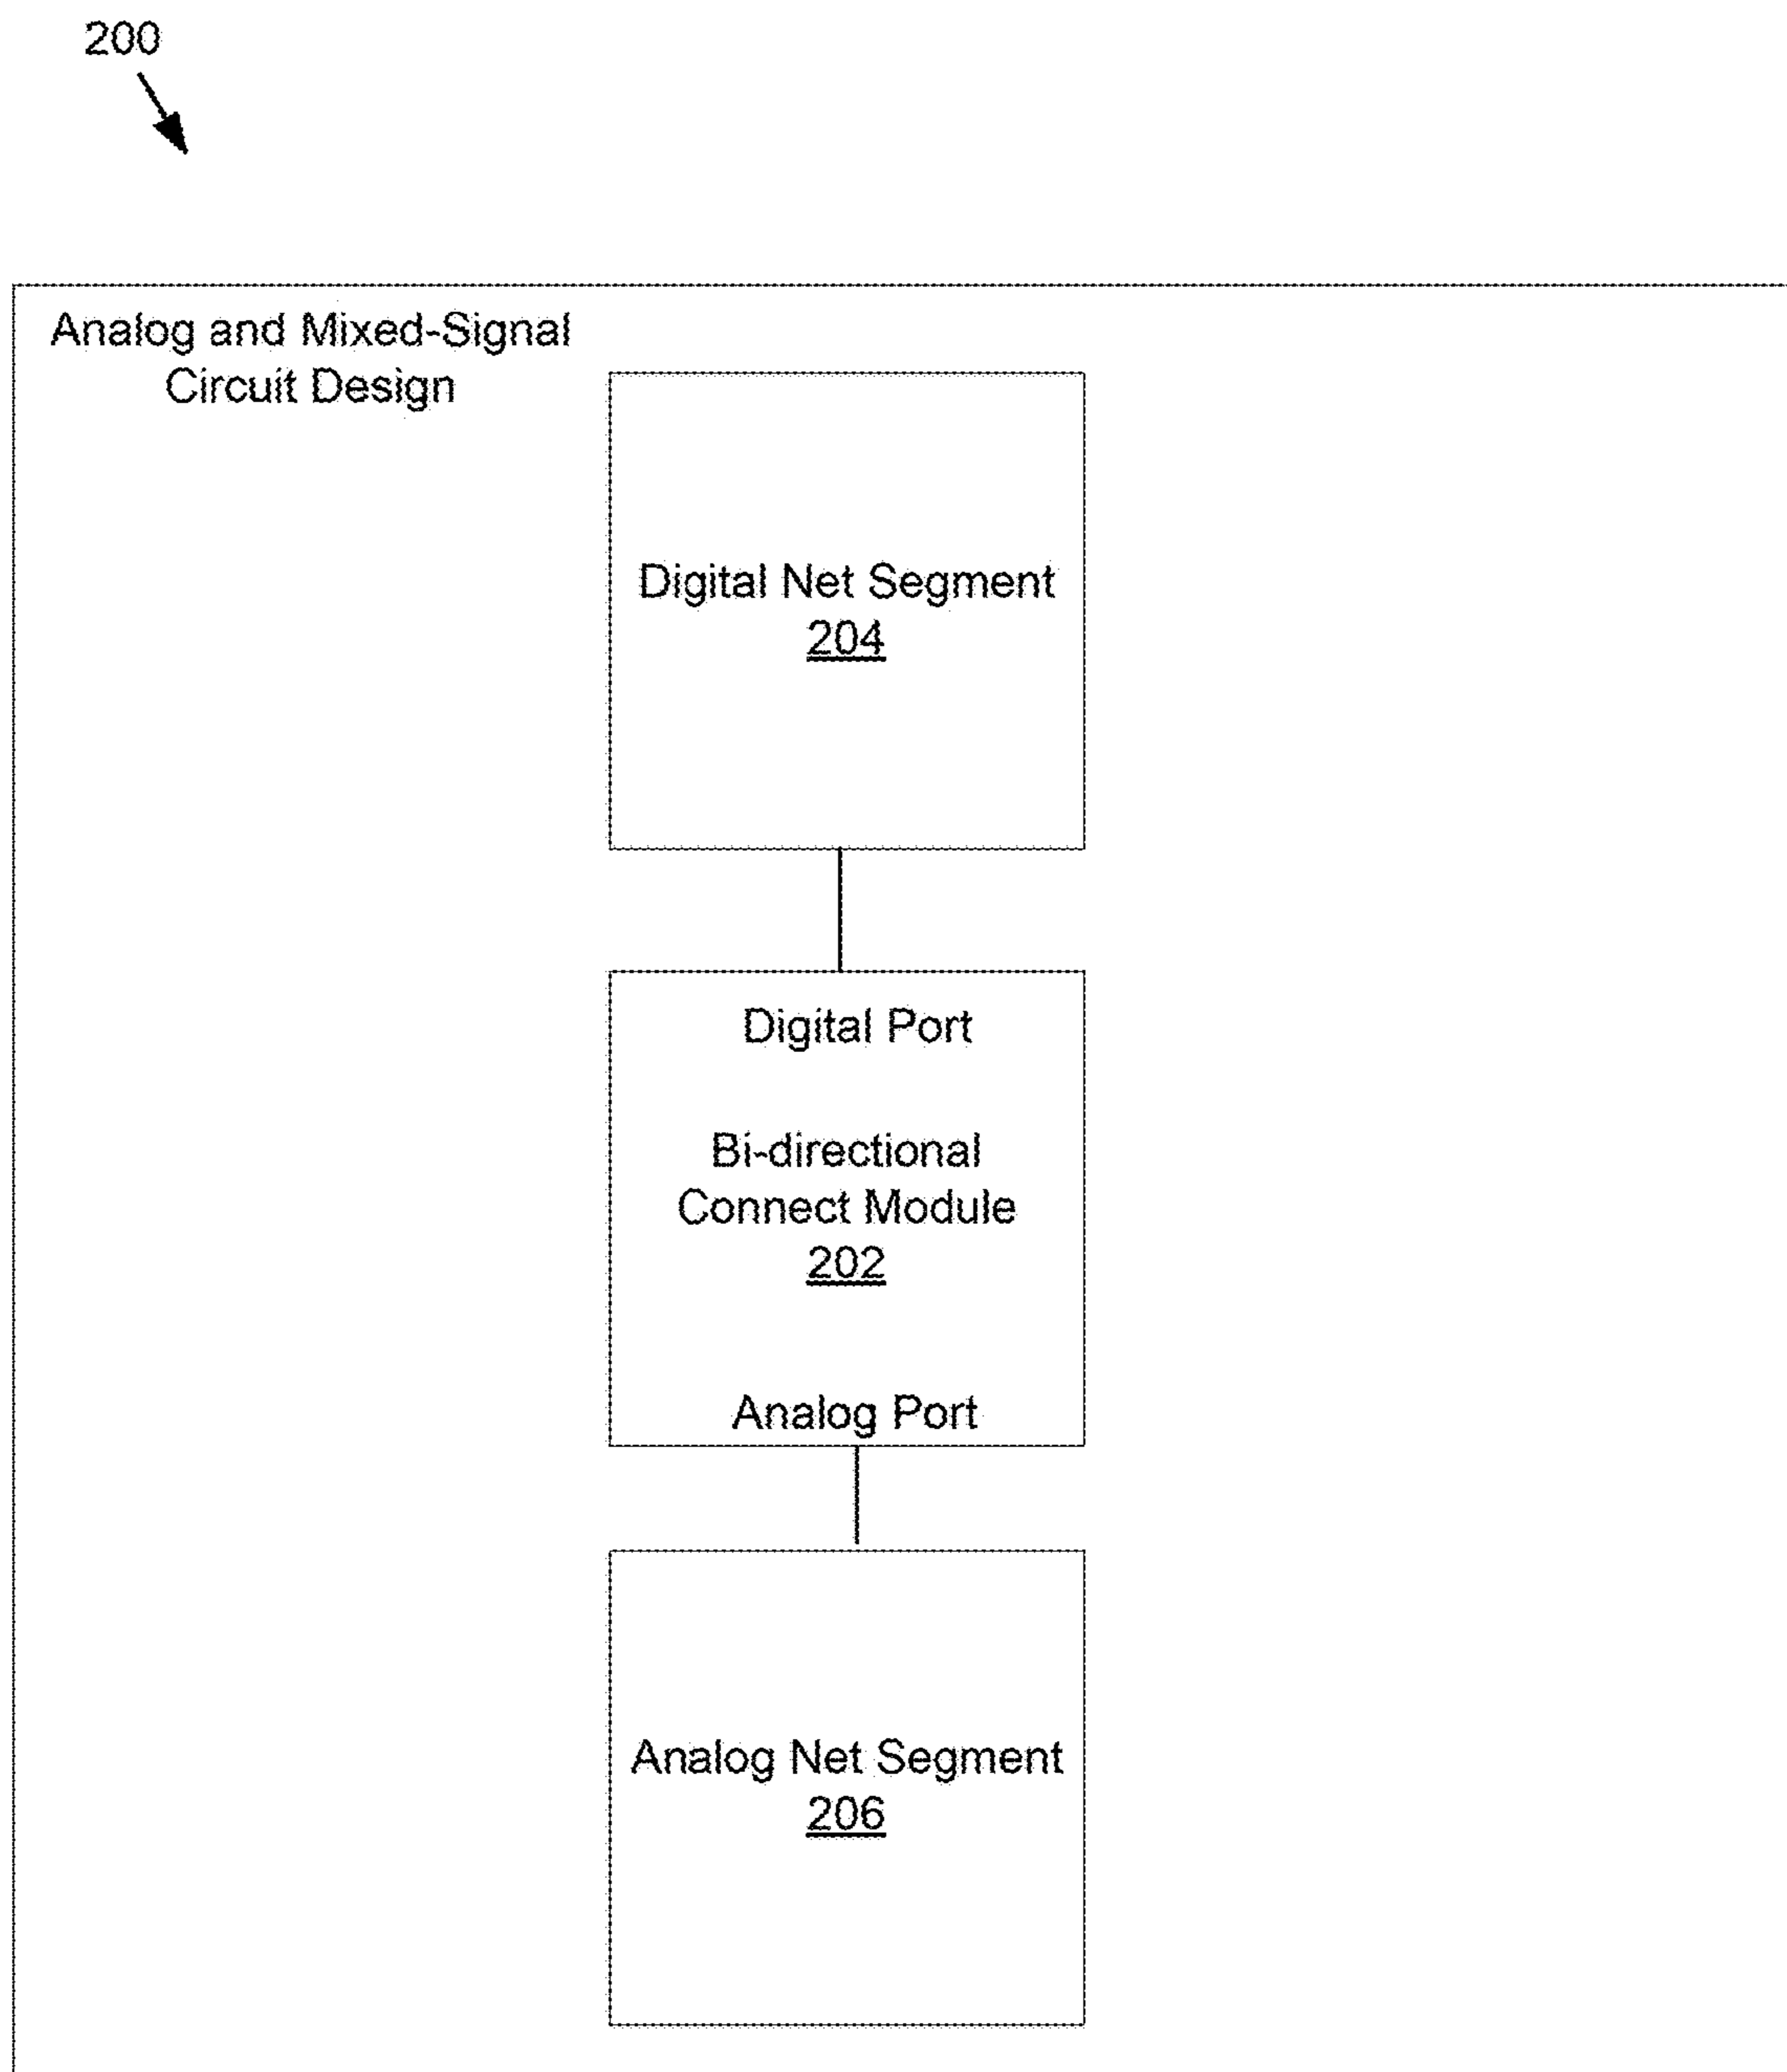 200
Analog and Mixed-Signal
Circuit Design
Digital Net Segment
204
Digital Port
Bi-directional
Connect Module
202
Analog Port
Analog Net Segment
206